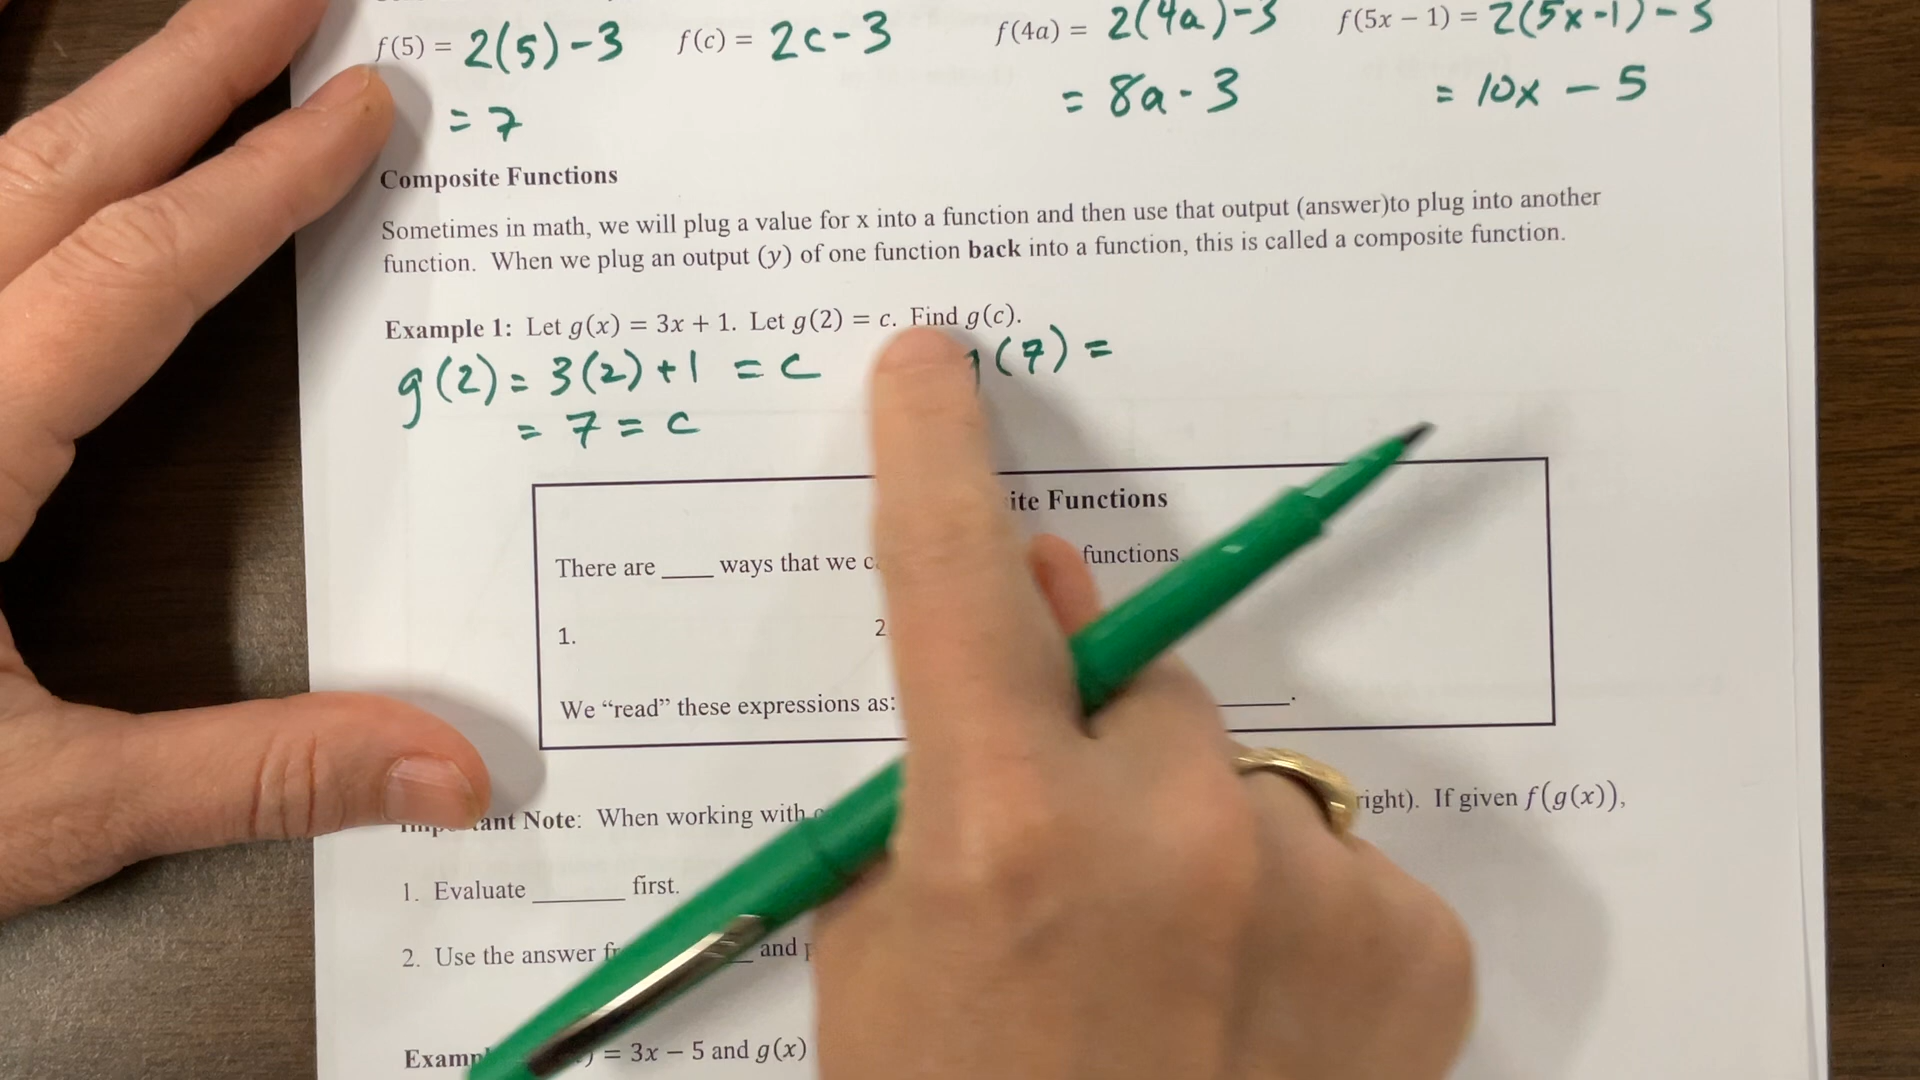 f(5) = 2(5)-3 f(c) = 2c-3 f(4a) = 2(4a)-3 f(5x − 1) = 2(5x-1)-3
= 7 = 8a-3 = 10x - 5
Composite Functions
Sometimes in math, we will plug a value for x into a function and then use that output (answer)to plug into another
function. When we plug an output (y) of one function back into a function, this is called a composite function.
Example 1: Let g(x) = 3x + 1. Let g(2) = c. Find g(c).
g(2) = 3(2)+1 = c (7) =
= 7 = c
Functions
There are ____ ways that we functions
1. 2
We “read” these expressions as: ______.
Note: When working with right). If given f(g(x)),
1. Evaluate _______ first.
2. Use the answer and
= 3x − 5 and g(x)